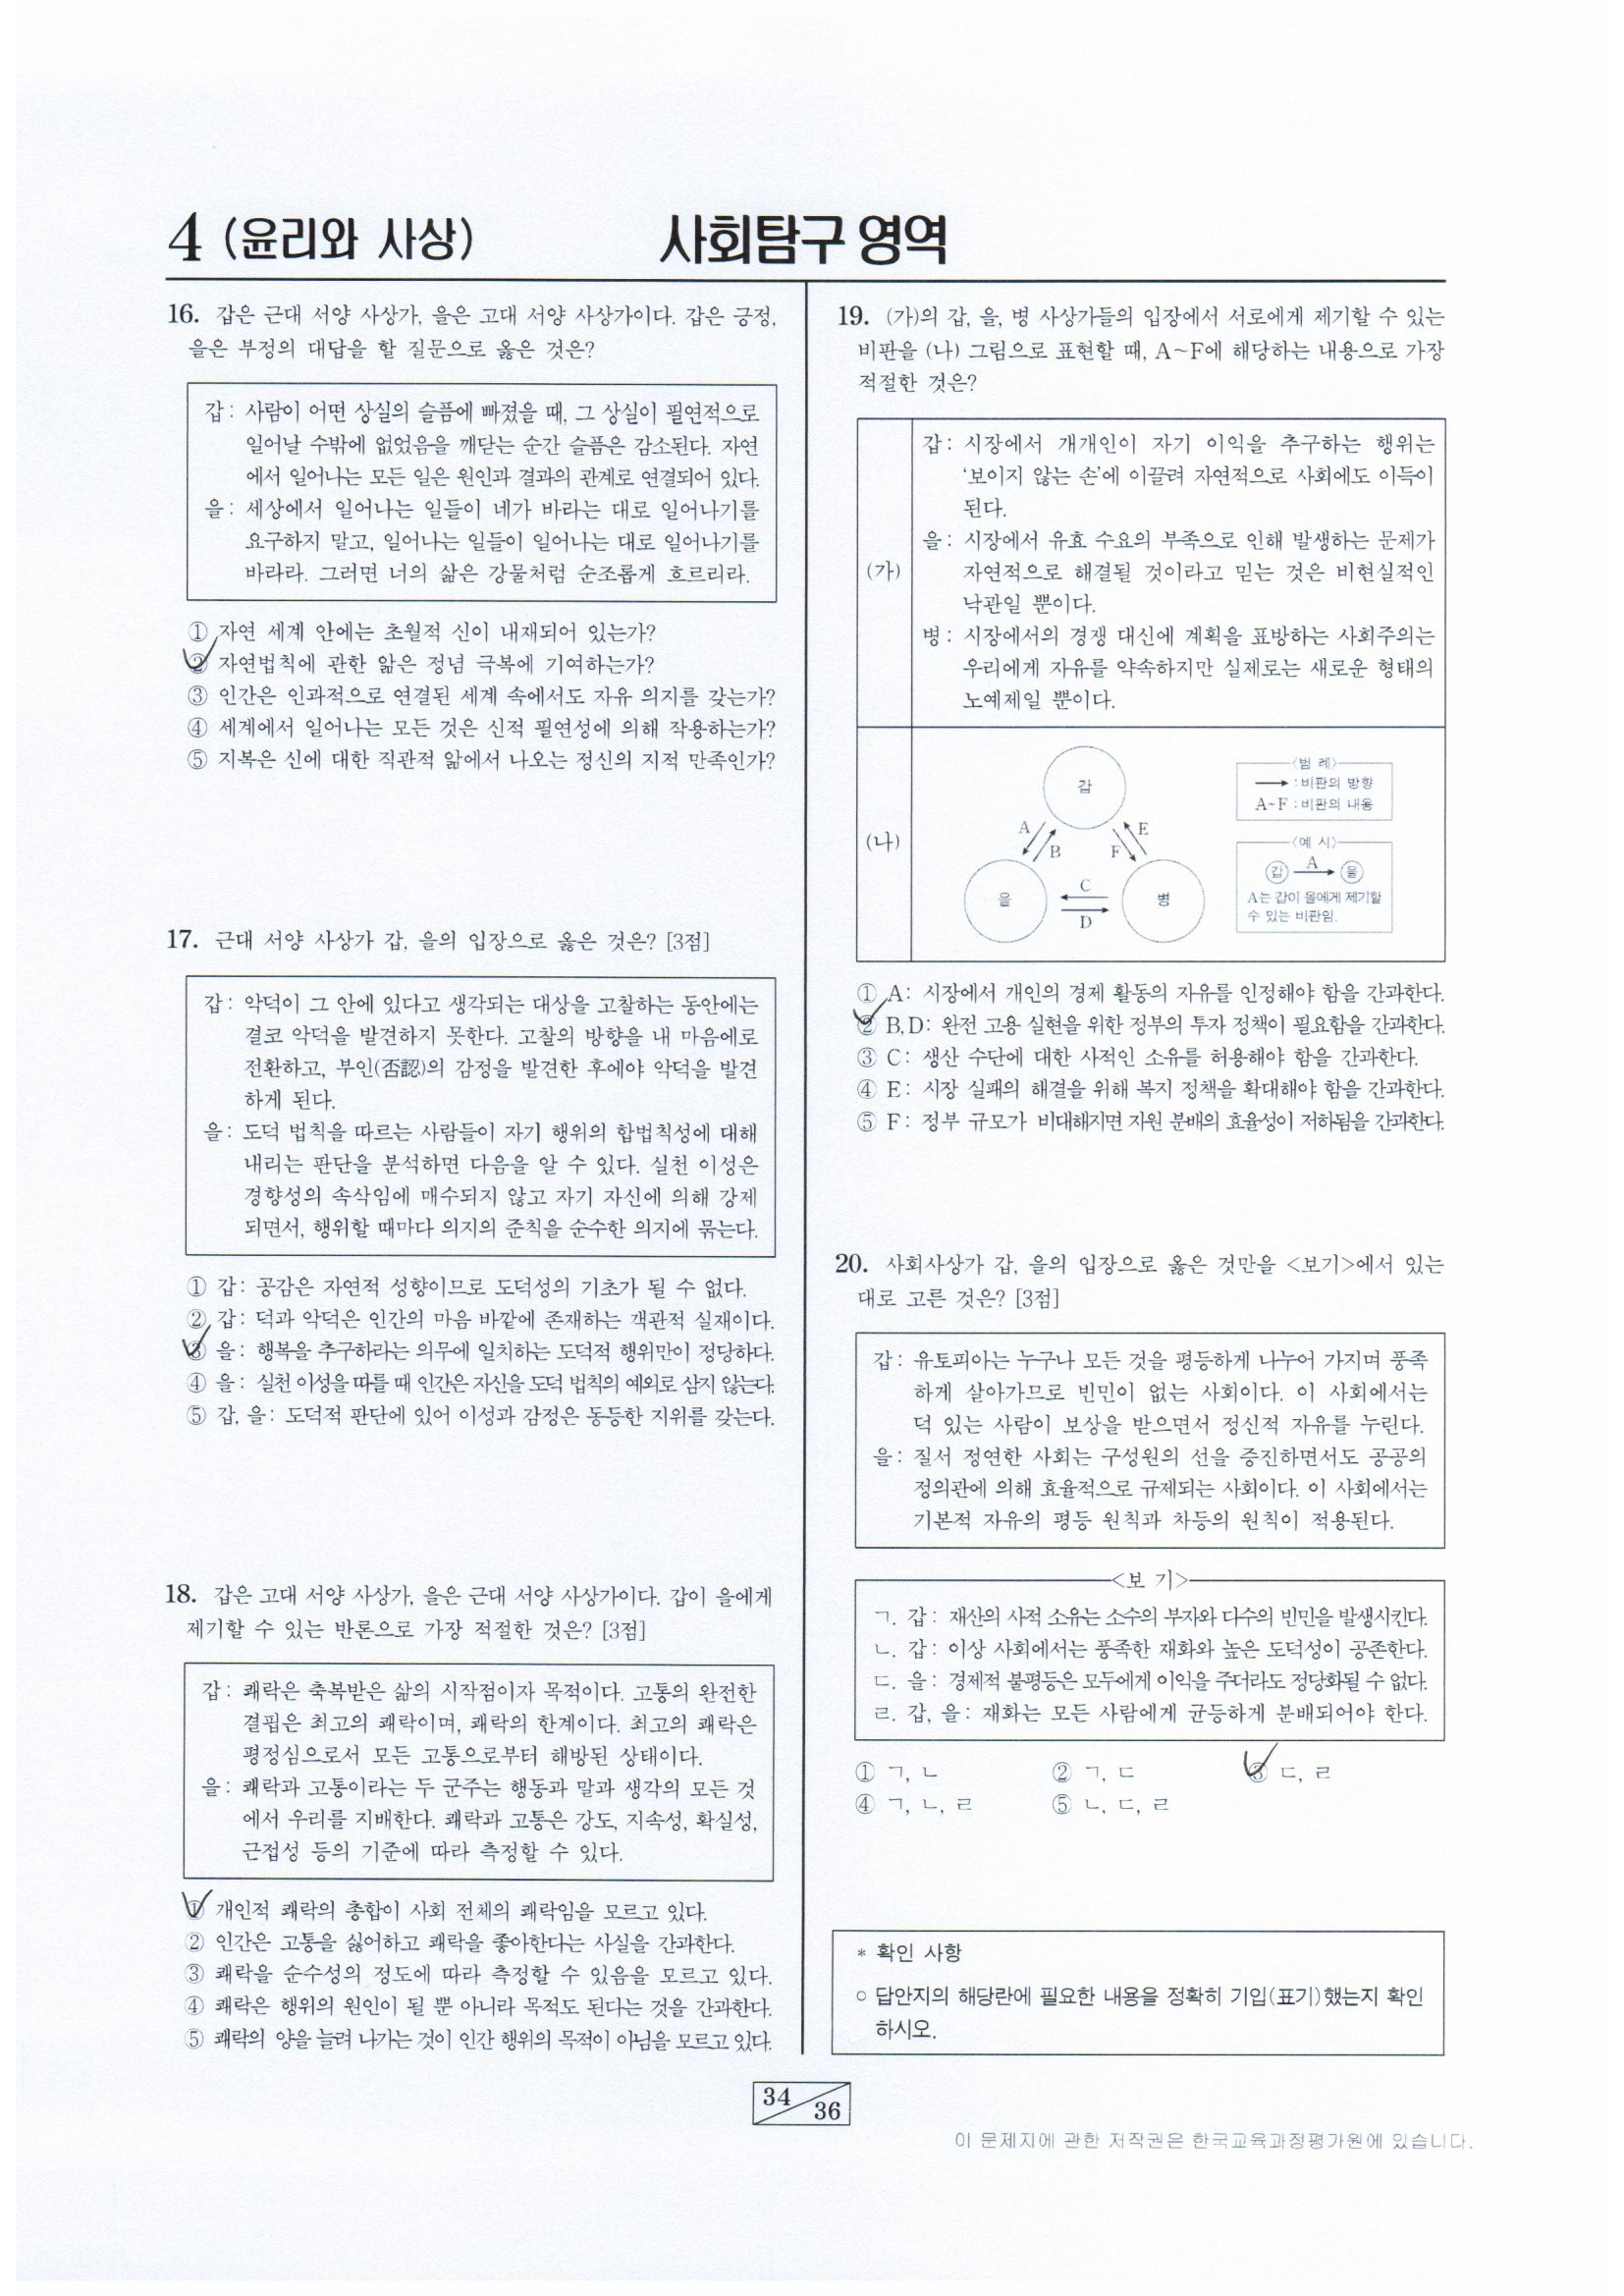 4 (윤리와 사상)
사회탐구 영역
16. 갑은 근대 서양 사상가, 을은 고대 서양 사상가이다. 갑은 긍정,
을은 부정의 대답을 할 질문으로 옳은 것은?
갑: 사람이 어떤 상실의 슬픔에 빠졌을 때, 그 상실이 필연적으로
일어날 수밖에 없었음을 깨닫는 순간 슬픔은 감소된다. 자연
에서 일어나는 모든 일은 원인과 결과의 관계로 연결되어 있다.
을: 세상에서 일어나는 일들이 네가 바라는 대로 일어나기를
요구하지 말고, 일어나는 일들이 일어나는 대로 일어나기를
바라라. 그러면 너의 삶은 강물처럼 순조롭게 흐르리라.
① 자연 세계 안에는 초월적 신이 내재되어 있는가?
② 자연법칙에 관한 앎은 정념 극복에 기여하는가?
③ 인간은 인과적으로 연결된 세계 속에서도 자유 의지를 갖는가?
④ 세계에서 일어나는 모든 것은 신적 필연성에 의해 작용하는가?
⑤ 지복은 신에 대한 직관적 앎에서 나오는 정신의 지적 만족인가?
17. 근대 서양 사상가 갑, 을의 입장으로 옳은 것은? [3점]
갑: 악덕이 그 안에 있다고 생각되는 대상을 고찰하는 동안에는
결코 악덕을 발견하지 못한다. 고찰의 방향을 내 마음에로
전환하고, 부인(否認)의 감정을 발견한 후에야 악덕을 발견
하게 된다.
을: 도덕 법칙을 따르는 사람들이 자기 행위의 합법칙성에 대해
내리는 판단을 분석하면 다음을 알 수 있다. 실천 이성은
경향성의 속삭임에 매수되지 않고 자기 자신에 의해 강제
되면서, 행위할 때마다 의지의 준칙을 순수한 의지에 묶는다.
① 갑: 공감은 자연적 성향이므로 도덕성의 기초가 될 수 없다.
② 갑: 덕과 악덕은 인간의 마음 바깥에 존재하는 객관적 실재이다.
③ 을: 행복을 추구하라는 의무에 일치하는 도덕적 행위만이 정당하다.
④ 을: 실천 이성을 따를 때 인간은 자신을 도덕 법칙의 예외로 삼지 않는다.
⑤ 갑, 을: 도덕적 판단에 있어 이성과 감정은 동등한 지위를 갖는다.
18. 갑은 고대 서양 사상가, 을은 근대 서양 사상가이다. 갑이 을에게
제기할 수 있는 반론으로 가장 적절한 것은? [3점]
갑: 쾌락은 축복받은 삶의 시작점이자 목적이다. 고통의 완전한
결핍은 최고의 쾌락이며, 쾌락의 한계이다. 최고의 쾌락은
평정심으로서 모든 고통으로부터 해방된 상태이다.
을: 쾌락과 고통이라는 두 군주는 행동과 말과 생각의 모든 것
에서 우리를 지배한다. 쾌락과 고통은 강도, 지속성, 확실성,
근접성 등의 기준에 따라 측정할 수 있다.
① 개인적 쾌락의 총합이 사회 전체의 쾌락임을 모르고 있다.
② 인간은 고통을 싫어하고 쾌락을 좋아한다는 사실을 간과한다.
③ 쾌락을 순수성의 정도에 따라 측정할 수 있음을 모르고 있다.
④ 쾌락은 행위의 원인이 될 뿐 아니라 목적도 된다는 것을 간과한다.
⑤ 쾌락의 양을 늘려 나가는 것이 인간 행위의 목적이 아님을 모르고 있다.
19. (가)의 갑, 을, 병 사상가들의 입장에서 서로에게 제기할 수 있는
비판을 (나) 그림으로 표현할 때, A～F에 해당하는 내용으로 가장
적절한 것은?
(가)
갑: 시장에서 개개인이 자기 이익을 추구하는 행위는
‘보이지 않는 손’에 이끌려 자연적으로 사회에도 이득이
된다.
을: 시장에서 유효 수요의 부족으로 인해 발생하는 문제가
자연적으로 해결될 것이라고 믿는 것은 비현실적인
낙관일 뿐이다.
병: 시장에서의 경쟁 대신에 계획을 표방하는 사회주의는
우리에게 자유를 약속하지만 실제로는 새로운 형태의
노예제일 뿐이다.
(나)
갑
A
B
E
F
을
C
D
병
<범 례>
→ : 비판의 방향
A～F : 비판의 내용
<예 시>
갑 A→ 을
A는 갑이 을에게 제기할
수 있는 비판임.
① A: 시장에서 개인의 경제 활동의 자유를 인정해야 함을 간과한다.
② B, D: 완전 고용 실현을 위한 정부의 투자 정책이 필요함을 간과한다.
③ C: 생산 수단에 대한 사적인 소유를 허용해야 함을 간과한다.
④ E: 시장 실패의 해결을 위해 복지 정책을 확대해야 함을 간과한다.
⑤ F: 정부 규모가 비대해지면 자원 분배의 효율성이 저하됨을 간과한다.
20. 사회사상가 갑, 을의 입장으로 옳은 것만을 <보기>에서 있는
대로 고른 것은? [3점]
갑: 유토피아는 누구나 모든 것을 평등하게 나누어 가지며 풍족
하게 살아가므로 빈민이 없는 사회이다. 이 사회에서는
덕 있는 사람이 보상을 받으면서 정신적 자유를 누린다.
을: 질서 정연한 사회는 구성원의 선을 증진하면서도 공공의
정의관에 의해 효율적으로 규제되는 사회이다. 이 사회에서는
기본적 자유의 평등 원칙과 차등의 원칙이 적용된다.
<보 기>
ㄱ. 갑: 재산의 사적 소유는 소수의 부자와 다수의 빈민을 발생시킨다.
ㄴ. 갑: 이상 사회에서는 풍족한 재화와 높은 도덕성이 공존한다.
ㄷ. 을: 경제적 불평등은 모두에게 이익을 주더라도 정당화될 수 없다.
ㄹ. 갑, 을: 재화는 모든 사람에게 균등하게 분배되어야 한다.
① ㄱ, ㄴ ② ㄱ, ㄷ ③ ㄷ, ㄹ
④ ㄱ, ㄴ, ㄹ ⑤ ㄴ, ㄷ, ㄹ
* 확인 사항
○ 답안지의 해당란에 필요한 내용을 정확히 기입(표기)했는지 확인
하시오.
34 36
이 문제지에 관한 저작권은 한국교육과정평가원에 있습니다.